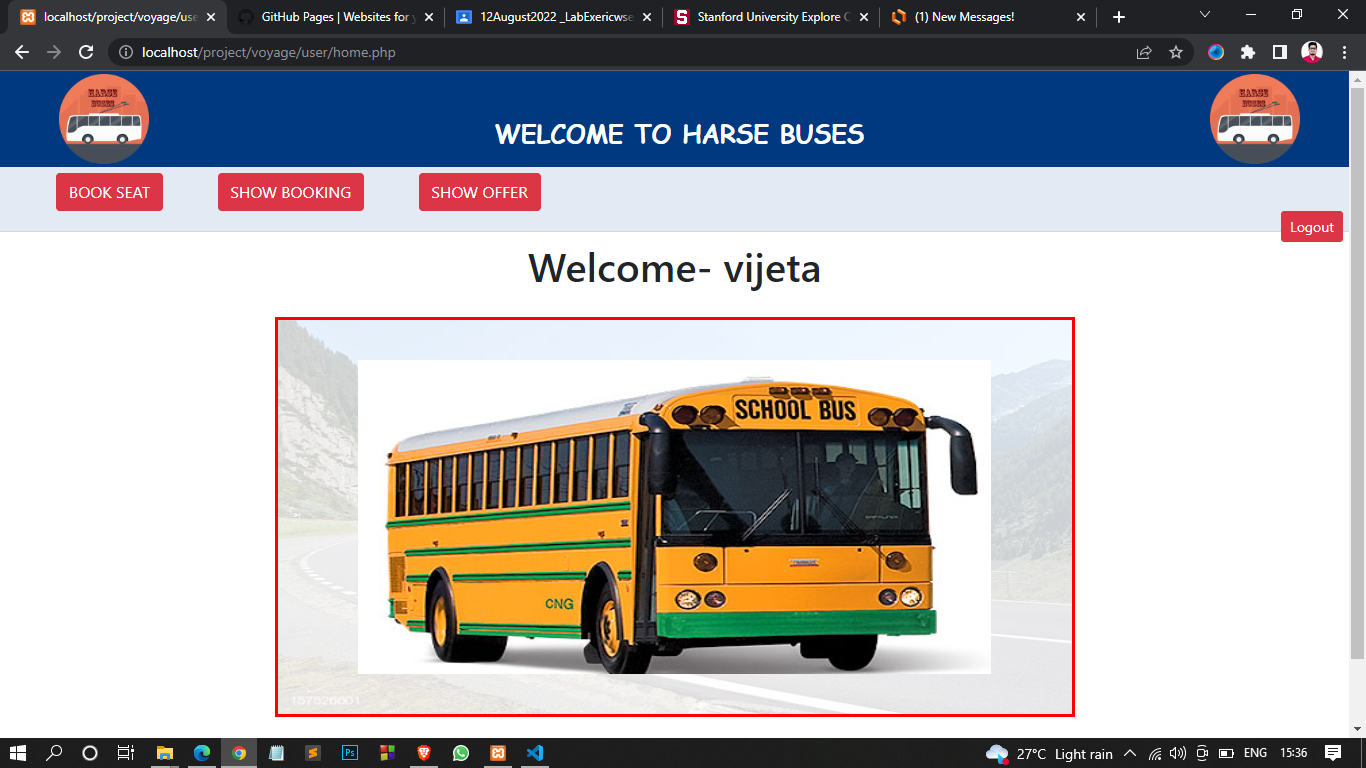 localhost/project/voyage/use
GitHub Pages | Websites for y
12August2022 _LabExericwse
Stanford University Explore C
(1) New Messages!
localhost/project/voyage/user/home.php
HARSE
BUSES
WELCOME TO HARSE BUSES
HARSE
BUSES
BOOK SEAT
SHOW BOOKING
SHOW OFFER
Logout
Welcome- vijeta
SCHOOL BUS
CNG
157526601
27°C Light rain
ENG
15:36